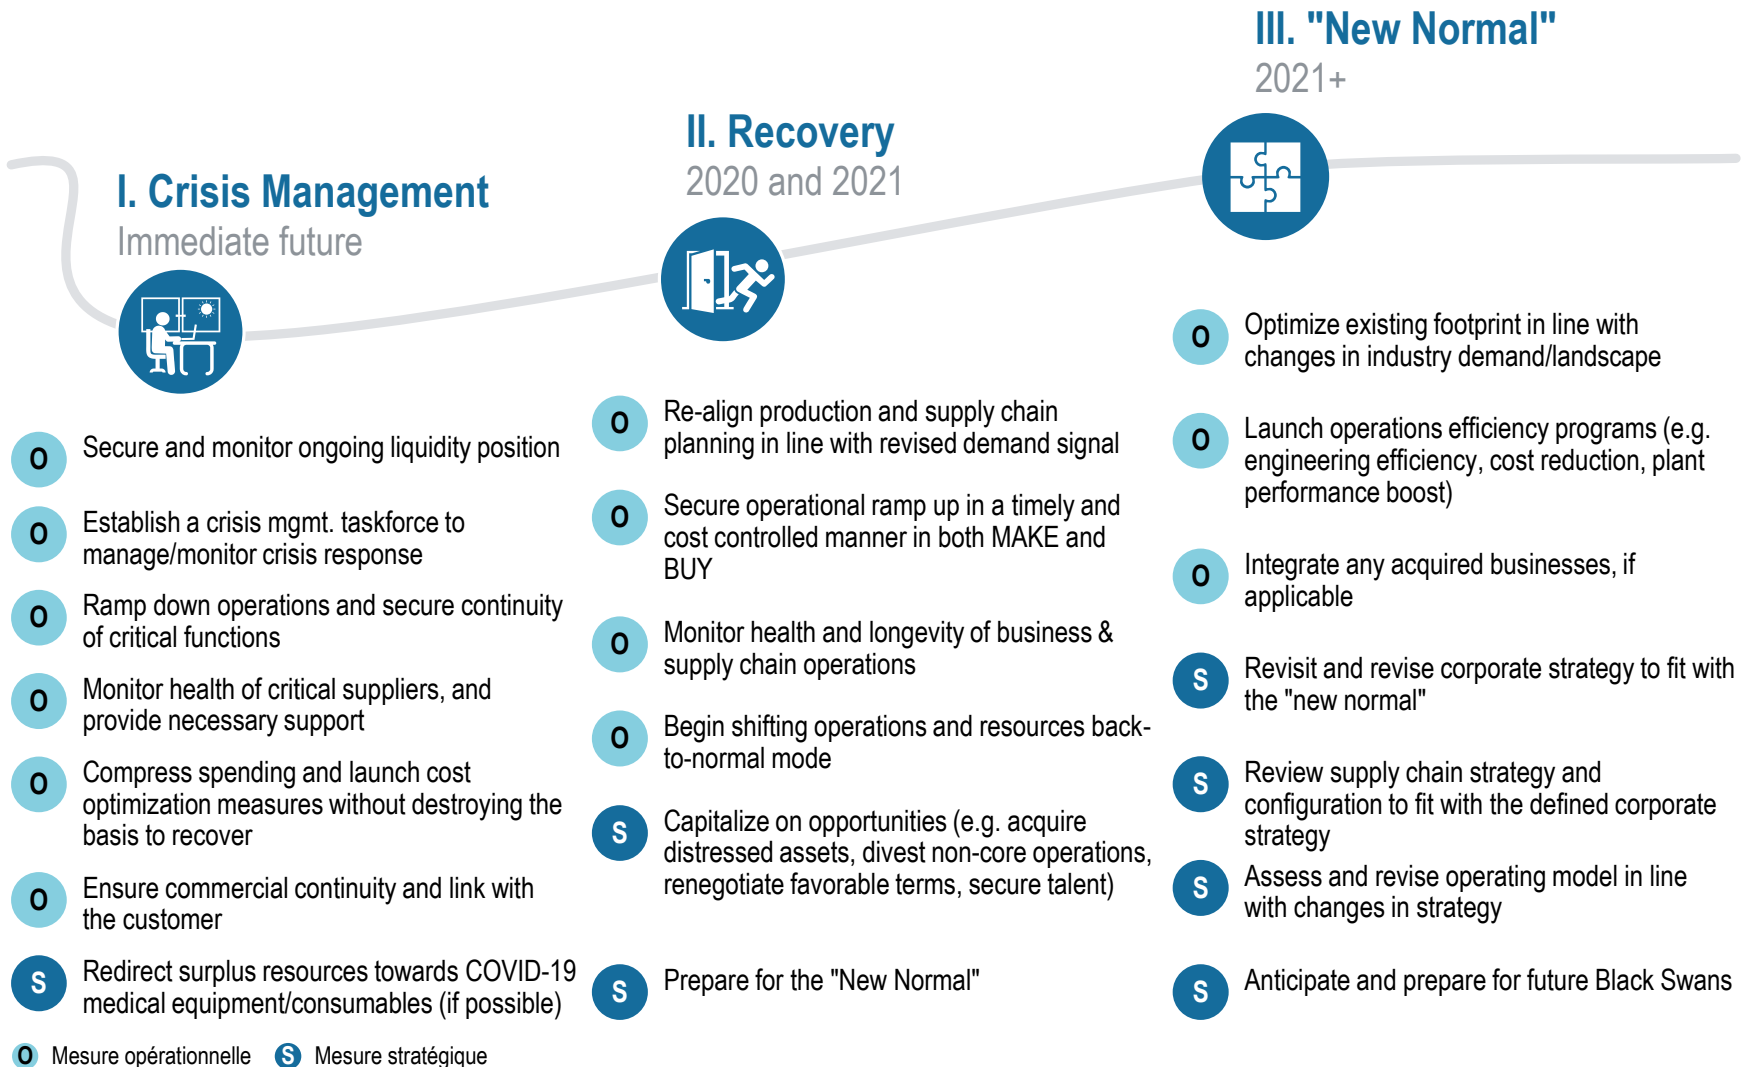 I. Crisis Management
Immediate future
O
Secure and monitor ongoing liquidity position
O
Establish a crisis mgmt. taskforce to
manage/monitor crisis response
O
Ramp down operations and secure continuity
of critical functions
O
Monitor health of critical suppliers, and
provide necessary support
O
Compress spending and launch cost
optimization measures without destroying the
basis to recover
O
Ensure commercial continuity and link with
the customer
S
Redirect surplus resources towards COVID-19
medical equipment/consumables (if possible)
II. Recovery
2020 and 2021
O
Re-align production and supply chain
planning in line with revised demand signal
O
Secure operational ramp up in a timely and
cost controlled manner in both MAKE and
BUY
O
Monitor health and longevity of business &
supply chain operations
O
Begin shifting operations and resources back-
to-normal mode
S
Capitalize on opportunities (e.g. acquire
distressed assets, divest non-core operations,
renegotiate favorable terms, secure talent)
S
Prepare for the "New Normal"
III. "New Normal"
2021+
O
Optimize existing footprint in line with
changes in industry demand/landscape
O
Launch operations efficiency programs (e.g.
engineering efficiency, cost reduction, plant
performance boost)
O
Integrate any acquired businesses, if
applicable
S
Revisit and revise corporate strategy to fit with
the "new normal"
S
Review supply chain strategy and
configuration to fit with the defined corporate
strategy
S
Assess and revise operating model in line
with changes in strategy
S
Anticipate and prepare for future Black Swans
O Mesure opérationnelle S Mesure stratégique